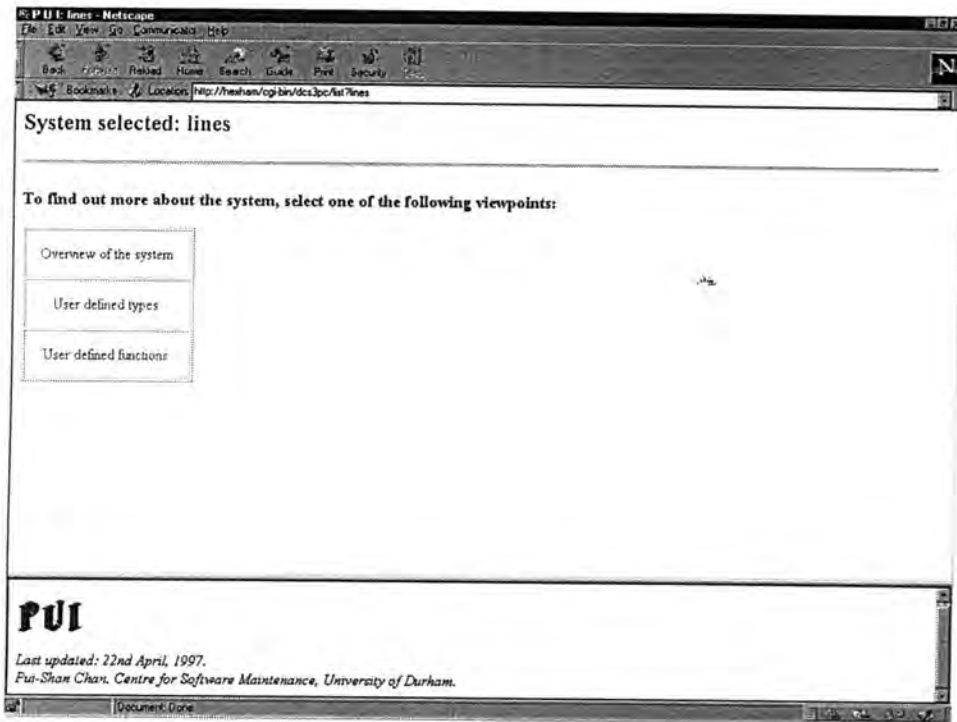 P U I: lines - Netscape
File Edit View Go Communicator Help
Back Forward Reload Home Search Guide Print Security Stop
Bookmarks Location: http://hexham/cgi-bin/dcs3pc/list?lines
System selected: lines
To find out more about the system, select one of the following viewpoints:
Overview of the system
User defined types
User defined functions
PUI
Last updated: 22nd April, 1997.
Pui-Shan Chan. Centre for Software Maintenance, University of Durham.
Document: Done